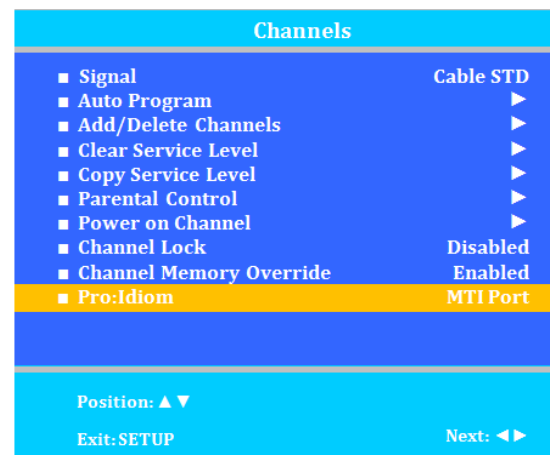 Channels
■ Signal Cable STD
■ Auto Program ►
■ Add/Delete Channels ►
■ Clear Service Level ►
■ Copy Service Level ►
■ Parental Control ►
■ Power on Channel ►
■ Channel Lock Disabled
■ Channel Memory Override Enabled
■ Pro:Idiom MTI Port
Position: ▲ ▼
Exit: SETUP Next: ◄►